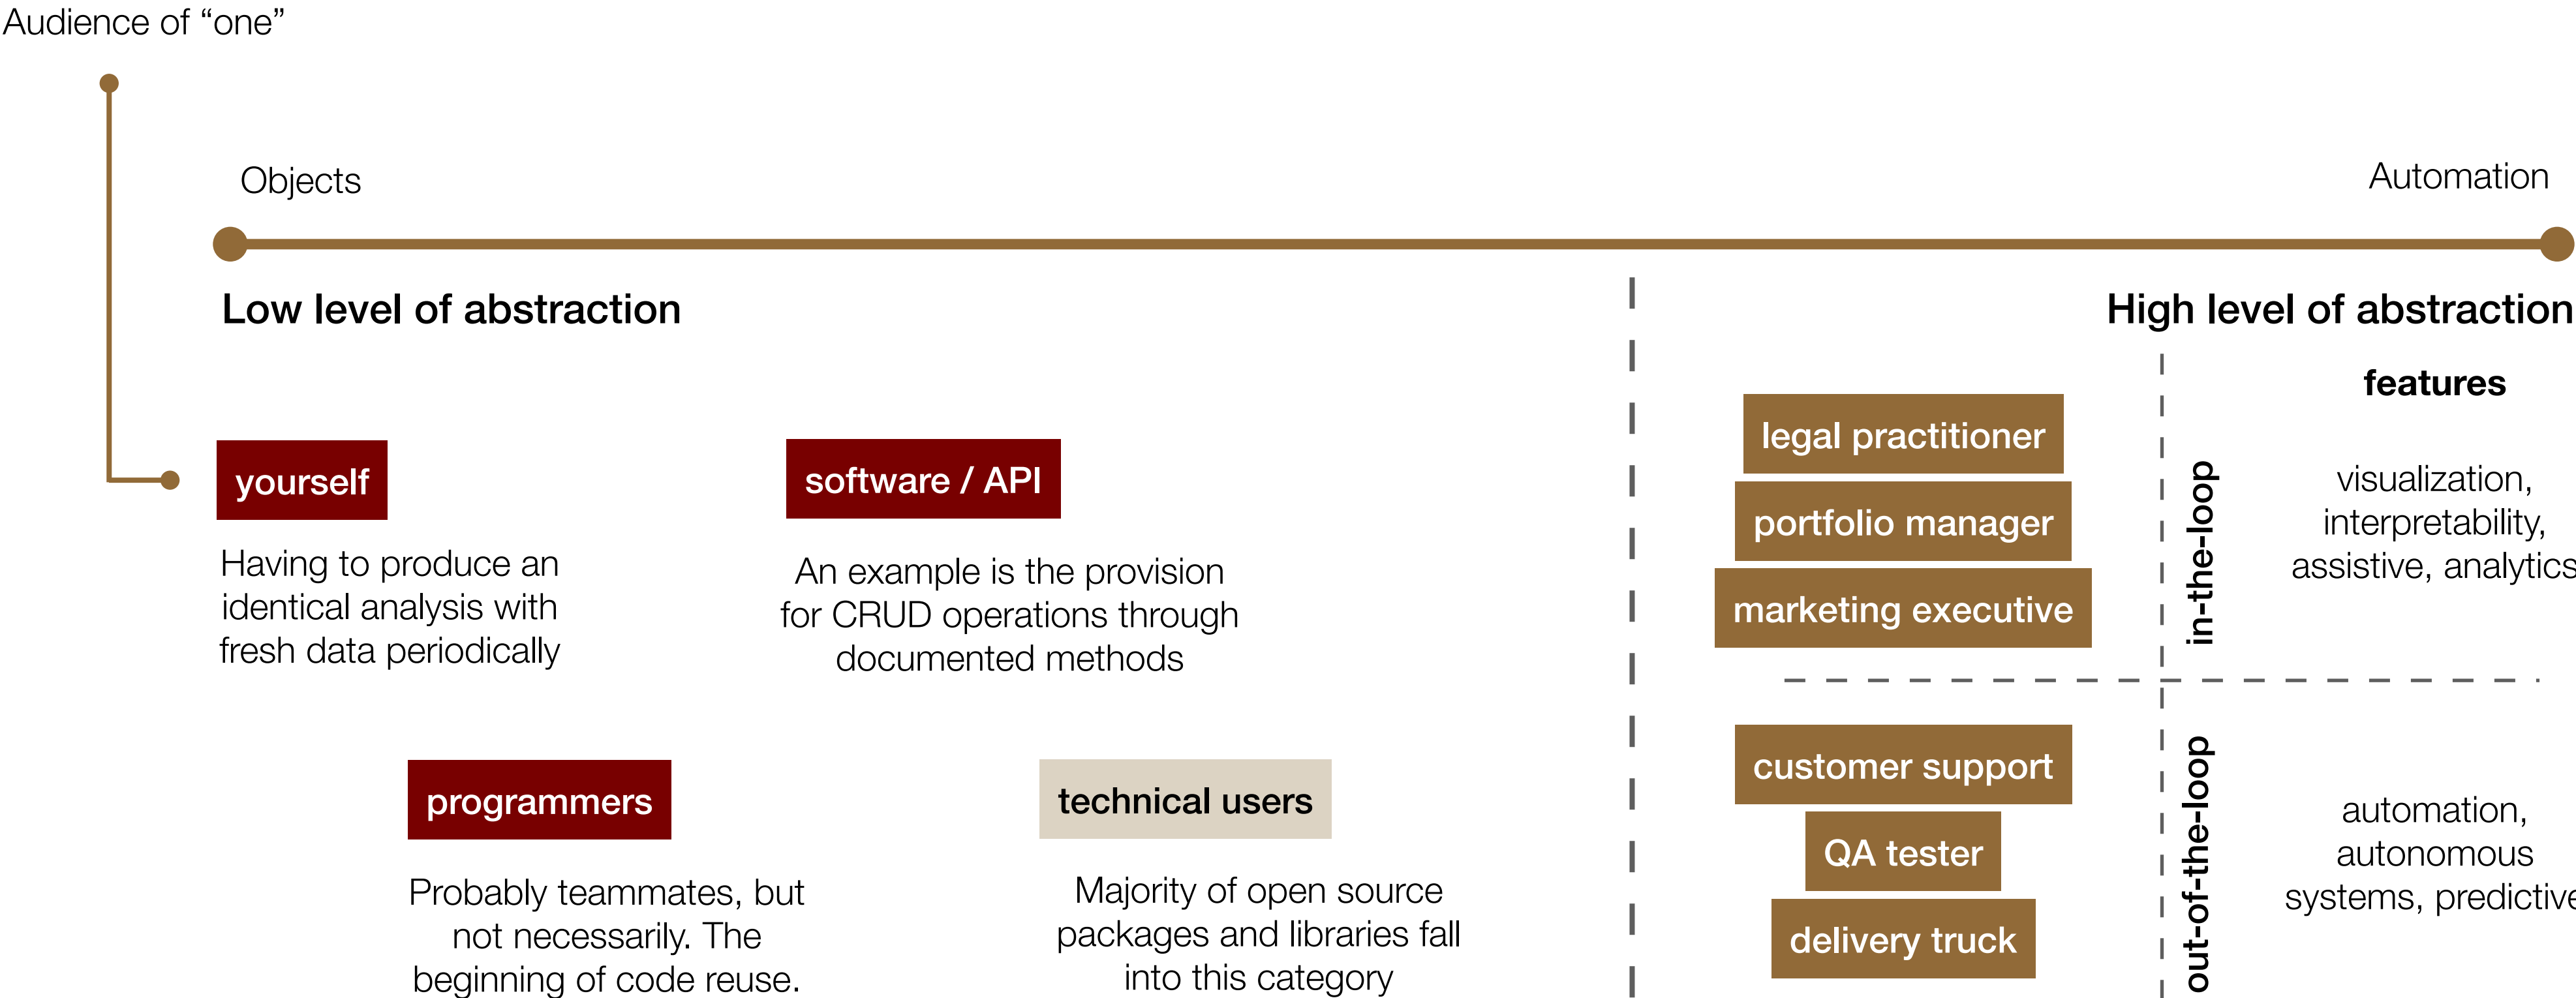 Audience of “one”
Objects
Automation
Low level of abstraction
High level of abstraction
yourself
Having to produce an
identical analysis with
fresh data periodically
software / API
An example is the provision
for CRUD operations through
documented methods
programmers
Probably teammates, but
not necessarily. The
beginning of code reuse.
technical users
Majority of open source
packages and libraries fall
into this category
legal practitioner
portfolio manager
marketing executive
in-the-loop
features
visualization,
interpretability,
assistive, analytics
customer support
QA tester
delivery truck
out-of-the-loop
automation,
autonomous
systems, predictive